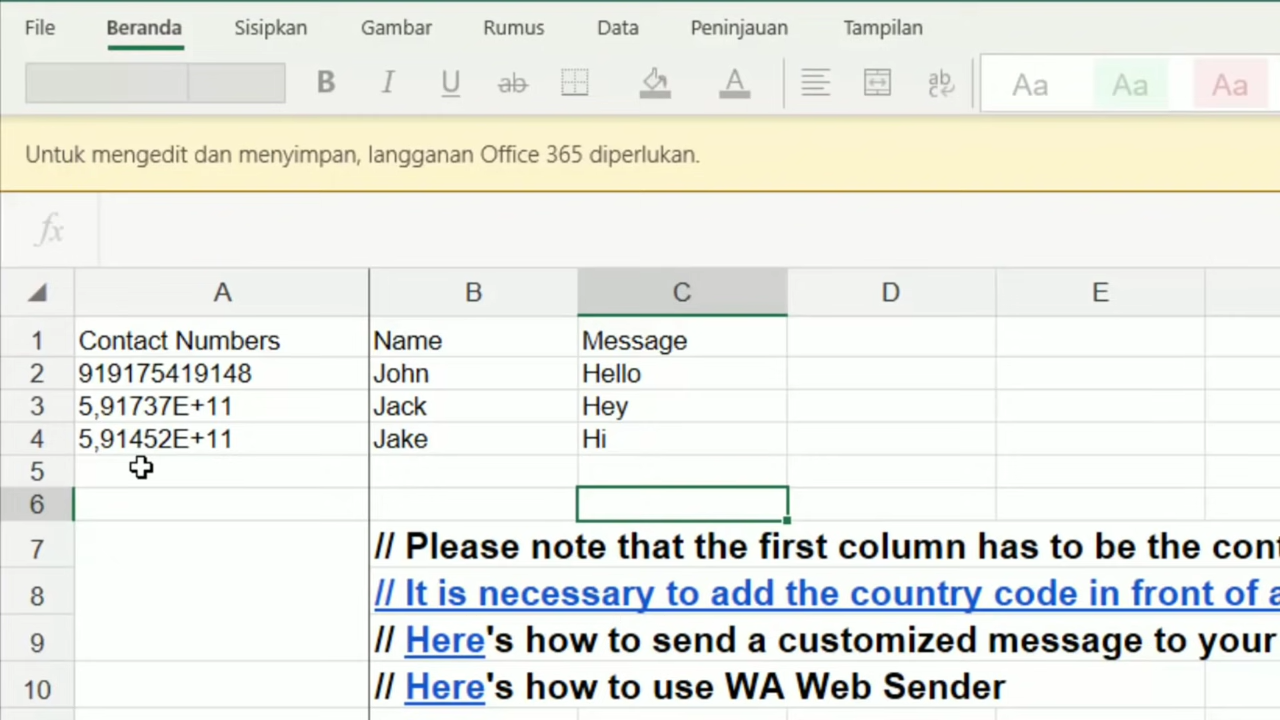 File Beranda Sisipkan Gambar Rumus Data Peninjauan Tampilan
B I U ab ab c A Aa Aa Aa
Untuk mengedit dan menyimpan, langganan Office 365 diperlukan.
fx
A B C D E
1 Contact Numbers Name Message
2 919175419148 John Hello
3 5,91737E+11 Jack Hey
4 5,91452E+11 Jake Hi
5
6
7 // Please note that the first column has to be the
8 // It is necessary to add the country code in front of
9 // Here's how to send a customized message to your
10 // Here's how to use WA Web Sender